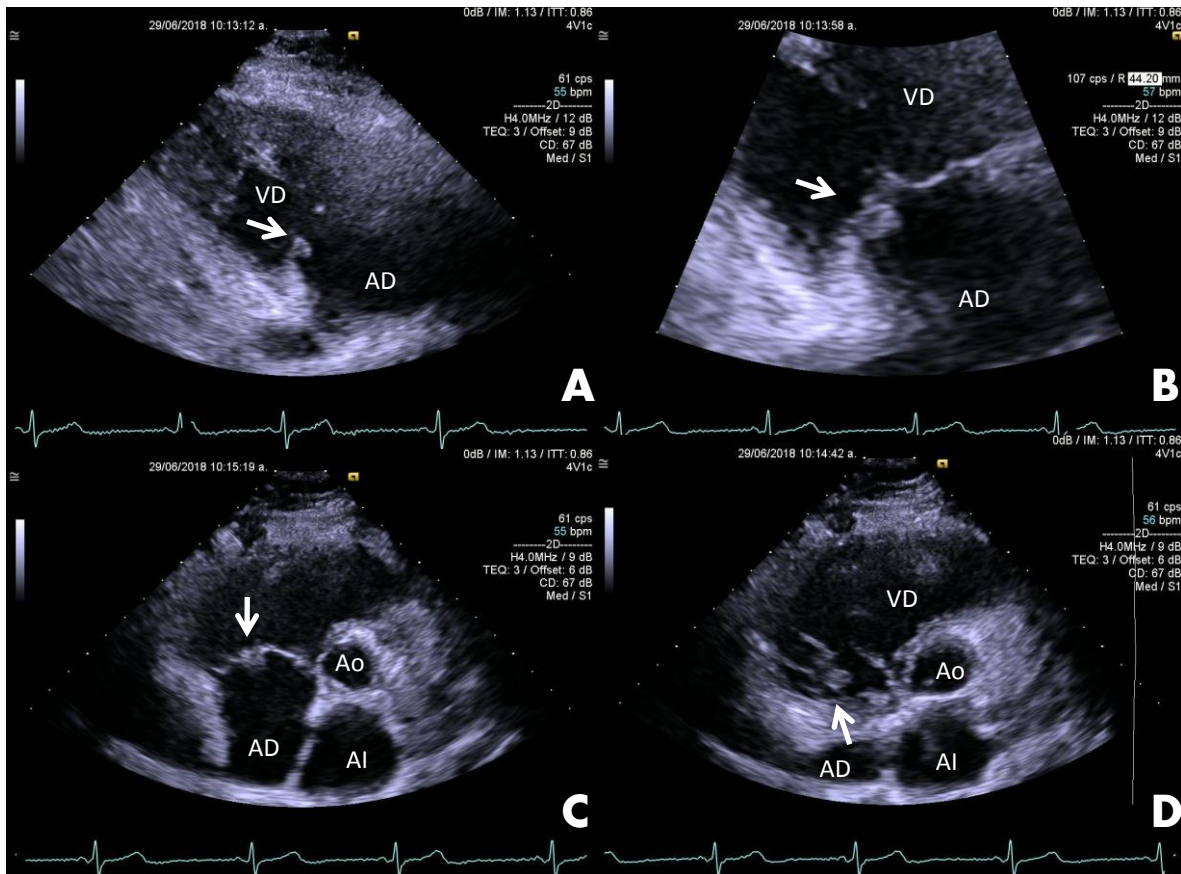 0dB / IM: 1.13 / ITT: 0.86
29/06/2018 10:13:12 a.
4V1c
61 cps
55 bpm
--------2D--------
H4.0MHz / 12 dB
TEQ: 3 / Offset: 9 dB
CD: 67 dB
Med / S1
VD
AD
A
0dB / IM: 1.13 / ITT: 0.86
29/06/2018 10:13:58 a.
4V1c
107 cps / R 44.20 mm
57 bpm
--------2D--------
H4.0MHz / 12 dB
TEQ: 3 / Offset: 9 dB
CD: 67 dB
Med / S1
VD
AD
B
0dB / IM: 1.13 / ITT: 0.86
29/06/2018 10:15:19 a.
4V1c
61 cps
55 bpm
--------2D--------
H4.0MHz / 9 dB
TEQ: 3 / Offset: 6 dB
CD: 67 dB
Med / S1
Ao
AD
AI
C
0dB / IM: 1.13 / ITT: 0.86
29/06/2018 10:14:42 a.
4V1c
61 cps
56 bpm
--------2D--------
H4.0MHz / 9 dB
TEQ: 3 / Offset: 6 dB
CD: 67 dB
Med / S1
VD
Ao
AD
AI
D